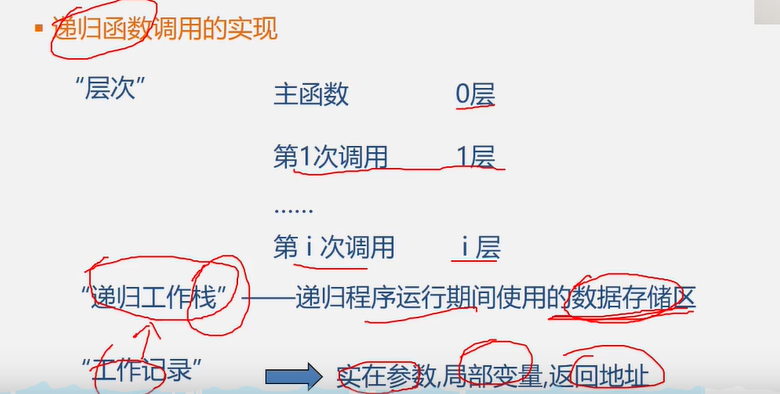 递归函数调用的实现
“层次” 主函数 0层
第1次调用 1层
……
第 i 次调用 i 层
“递归工作栈”——递归程序运行期间使用的数据存储区
“工作记录” 实在参数,局部变量,返回地址